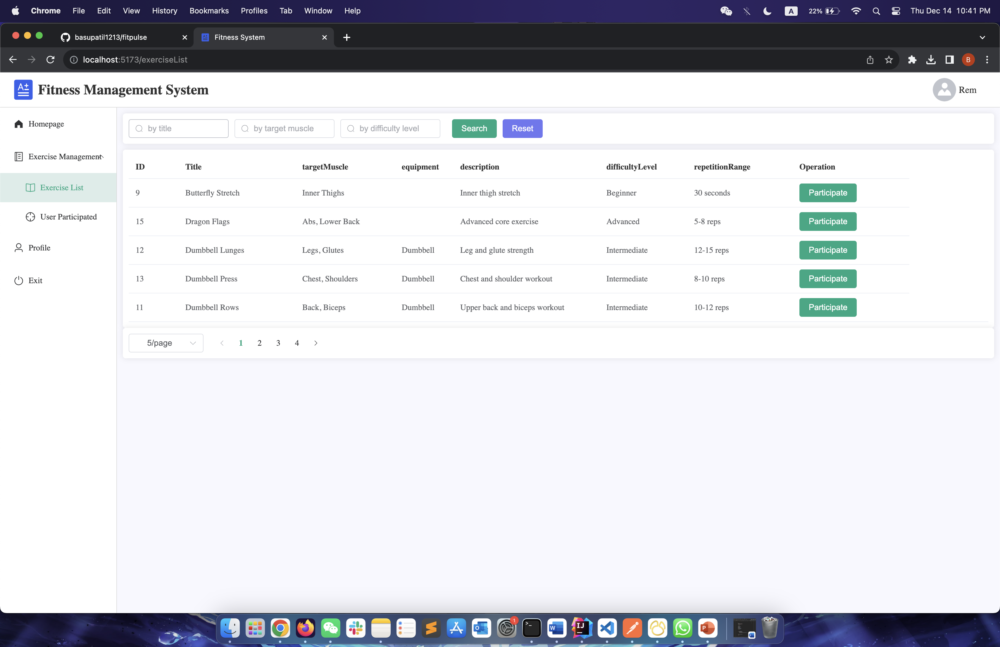 Chrome File Edit View History Bookmarks Profiles Tab Window Help A 22% Thu Dec 14 10:41 PM
basupatil1213/fitpulse Fitness System
localhost:5173/exerciseList B
A+ Fitness Management System Rem
Homepage
Exercise Management
Exercise List
User Participated
Profile
Exit
by title by target muscle by difficulty level Search Reset
ID Title targetMuscle equipment description difficultyLevel repetitionRange Operation
9 Butterfly Stretch Inner Thighs Inner thigh stretch Beginner 30 seconds Participate
15 Dragon Flags Abs, Lower Back Advanced core exercise Advanced 5-8 reps Participate
12 Dumbbell Lunges Legs, Glutes Dumbbell Leg and glute strength Intermediate 12-15 reps Participate
13 Dumbbell Press Chest, Shoulders Dumbbell Chest and shoulder workout Intermediate 8-10 reps Participate
11 Dumbbell Rows Back, Biceps Dumbbell Upper back and biceps workout Intermediate 10-12 reps Participate
5/page 1 2 3 4
1
>_ W IJ P